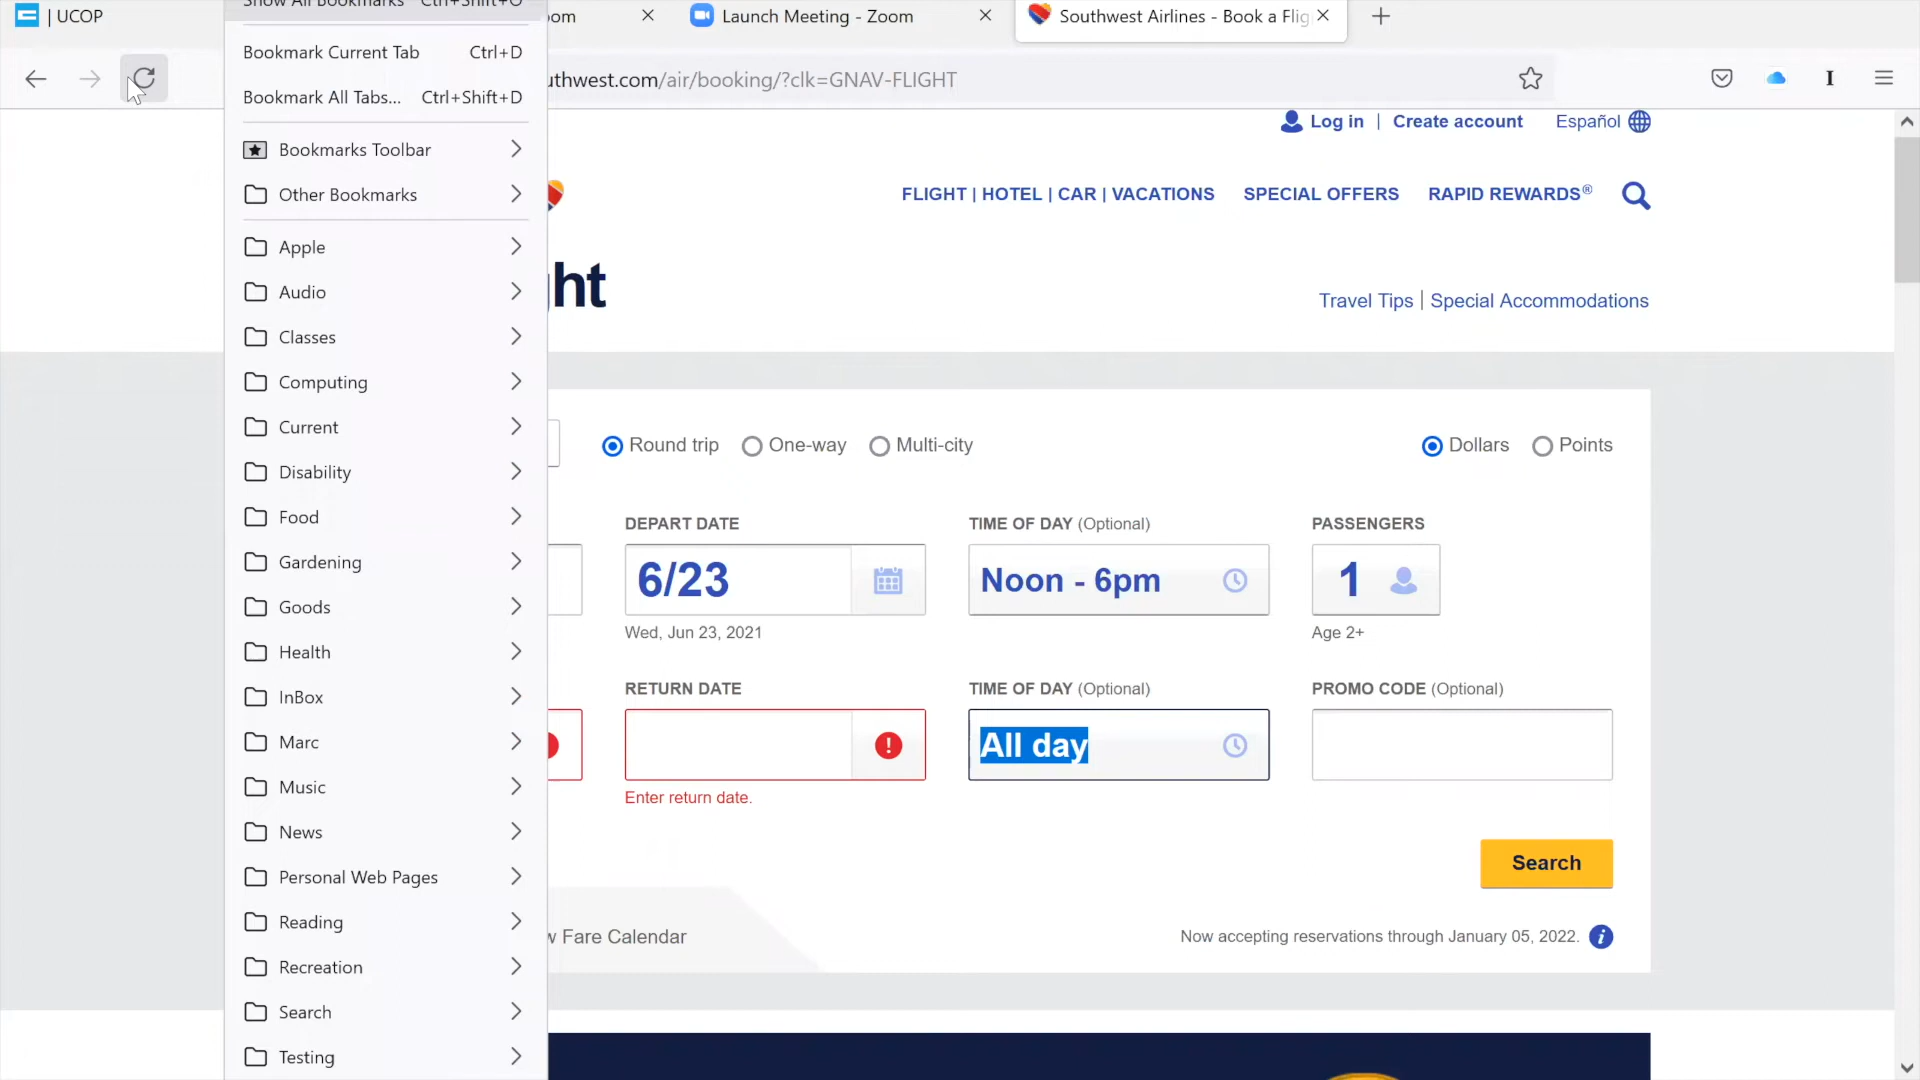 | UCOP
Show All Bookmarks Ctrl+Shift+O
Launch Meeting - Zoom
Southwest Airlines - Book a Flig
Bookmark Current Tab Ctrl+D
Bookmark All Tabs... Ctrl+Shift+D
uthwest.com/air/booking/?clk=GNAV-FLIGHT
Log in | Create account Español
Bookmarks Toolbar
Other Bookmarks
FLIGHT | HOTEL | CAR | VACATIONS SPECIAL OFFERS RAPID REWARDS®
Apple
Audio
Classes
Computing
Current
Disability
Food
Gardening
Goods
Health
InBox
Marc
Music
News
Personal Web Pages
Reading
Recreation
Search
Testing
ht
Travel Tips | Special Accommodations
Round trip One-way Multi-city Dollars Points
DEPART DATE TIME OF DAY (Optional) PASSENGERS
6/23 Noon - 6pm 1
Wed, Jun 23, 2021 Age 2+
RETURN DATE TIME OF DAY (Optional) PROMO CODE (Optional)
All day
Enter return date.
Search
w Fare Calendar
Now accepting reservations through January 05, 2022.